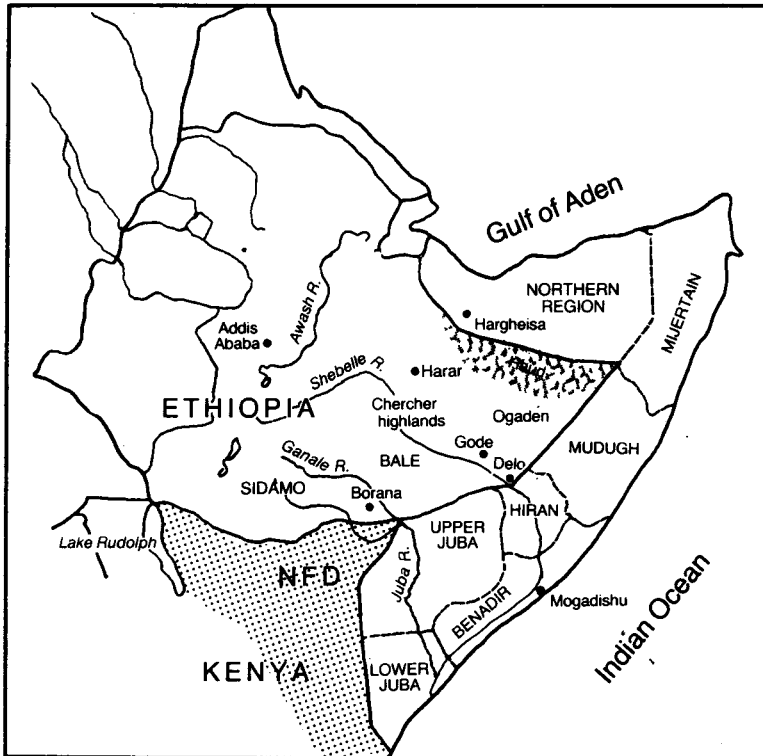 Gulf of Aden
NORTHERN
REGION
MIJERTAIN
Hargheisa
Awash R.
Addis
Ababa
Shebelle R.
Harar
Haud
ETHIOPIA
Chercher
highlands
Ogaden
MUDUGH
Gode
Delo
Ganale R.
BALE
SIDAMO
Borana
HIRAN
UPPER
JUBA
Lake Rudolph
NFD
Juba R.
BENADIR
Mogadishu
Indian Ocean
KENYA
LOWER
JUBA